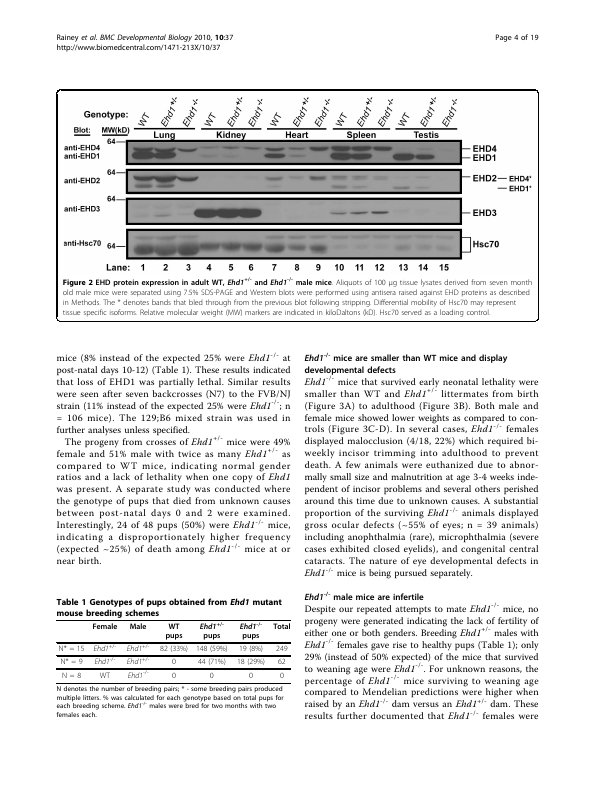 Rainey et al. BMC Developmental Biology 2010, 10:37
http://www.biomedcentral.com/1471-213X/10/37
Page 4 of 19
Genotype: WT Ehd1+/- Ehd1-/- WT Ehd1+/- Ehd1-/- WT Ehd1+/- Ehd1-/- WT Ehd1+/- Ehd1-/- WT Ehd1+/- Ehd1-/-
Blot: MW(kD) Lung Kidney Heart Spleen Testis
64
anti-EHD4 EHD4
anti-EHD1 EHD1
64
anti-EHD2 EHD2 EHD4*
EHD1*
64
anti-EHD3 EHD3
anti-Hsc70 64 Hsc70
Lane: 1 2 3 4 5 6 7 8 9 10 11 12 13 14 15
Figure 2 EHD protein expression in adult WT, Ehd1+/- and Ehd1-/- male mice. Aliquots of 100 μg tissue lysates derived from seven month
old male mice were separated using 7.5% SDS-PAGE and Western blots were performed using antisera raised against EHD proteins as described
in Methods. The * denotes bands that bled through from the previous blot following stripping. Differential mobility of Hsc70 may represent
tissue specific isoforms. Relative molecular weight (MW) markers are indicated in kiloDaltons (kD). Hsc70 served as a loading control.
mice (8% instead of the expected 25% were Ehd1-/- at
post-natal days 10-12) (Table 1). These results indicated
that loss of EHD1 was partially lethal. Similar results
were seen after seven backcrosses (N7) to the FVB/NJ
strain (11% instead of the expected 25% were Ehd1-/-; n
= 106 mice). The 129;B6 mixed strain was used in
further analyses unless specified.
The progeny from crosses of Ehd1+/- mice were 49%
female and 51% male with twice as many Ehd1+/- as
compared to WT mice, indicating normal gender
ratios and a lack of lethality when one copy of Ehd1
was present. A separate study was conducted where
the genotype of pups that died from unknown causes
between post-natal days 0 and 2 were examined.
Interestingly, 24 of 48 pups (50%) were Ehd1-/- mice,
indicating a disproportionately higher frequency
(expected ~25%) of death among Ehd1-/- mice at or
near birth.
Table 1 Genotypes of pups obtained from Ehd1 mutant
mouse breeding schemes
Female Male WT pups Ehd1+/- pups Ehd1-/- pups Total
N* = 15 Ehd1+/- Ehd1+/- 82 (33%) 148 (59%) 19 (8%) 249
N* = 9 Ehd1-/- Ehd1+/- 0 44 (71%) 18 (29%) 62
N = 8 WT Ehd1-/- 0 0 0 0
N denotes the number of breeding pairs; * - some breeding pairs produced
multiple litters. % was calculated for each genotype based on total pups for
each breeding scheme. Ehd1-/- males were bred for two months with two
females each.
Ehd1-/- mice are smaller than WT mice and display
developmental defects
Ehd1-/- mice that survived early neonatal lethality were
smaller than WT and Ehd1+/- littermates from birth
(Figure 3A) to adulthood (Figure 3B). Both male and
female mice showed lower weights as compared to con-
trols (Figure 3C-D). In several cases, Ehd1-/- females
displayed malocclusion (4/18, 22%) which required bi-
weekly incisor trimming into adulthood to prevent
death. A few animals were euthanized due to abnor-
mally small size and malnutrition at age 3-4 weeks inde-
pendent of incisor problems and several others perished
around this time due to unknown causes. A substantial
proportion of the surviving Ehd1-/- animals displayed
gross ocular defects (~55% of eyes; n = 39 animals)
including anophthalmia (rare), microphthalmia (severe
cases exhibited closed eyelids), and congenital central
cataracts. The nature of eye developmental defects in
Ehd1-/- mice is being pursued separately.
Ehd1-/- male mice are infertile
Despite our repeated attempts to mate Ehd1-/- mice, no
progeny were generated indicating the lack of fertility of
either one or both genders. Breeding Ehd1+/- males with
Ehd1-/- females gave rise to healthy pups (Table 1); only
29% (instead of 50% expected) of the mice that survived
to weaning age were Ehd1-/-. For unknown reasons, the
percentage of Ehd1-/- mice surviving to weaning age
compared to Mendelian predictions were higher when
raised by an Ehd1-/- dam versus an Ehd1+/- dam. These
results further documented that Ehd1-/- females were